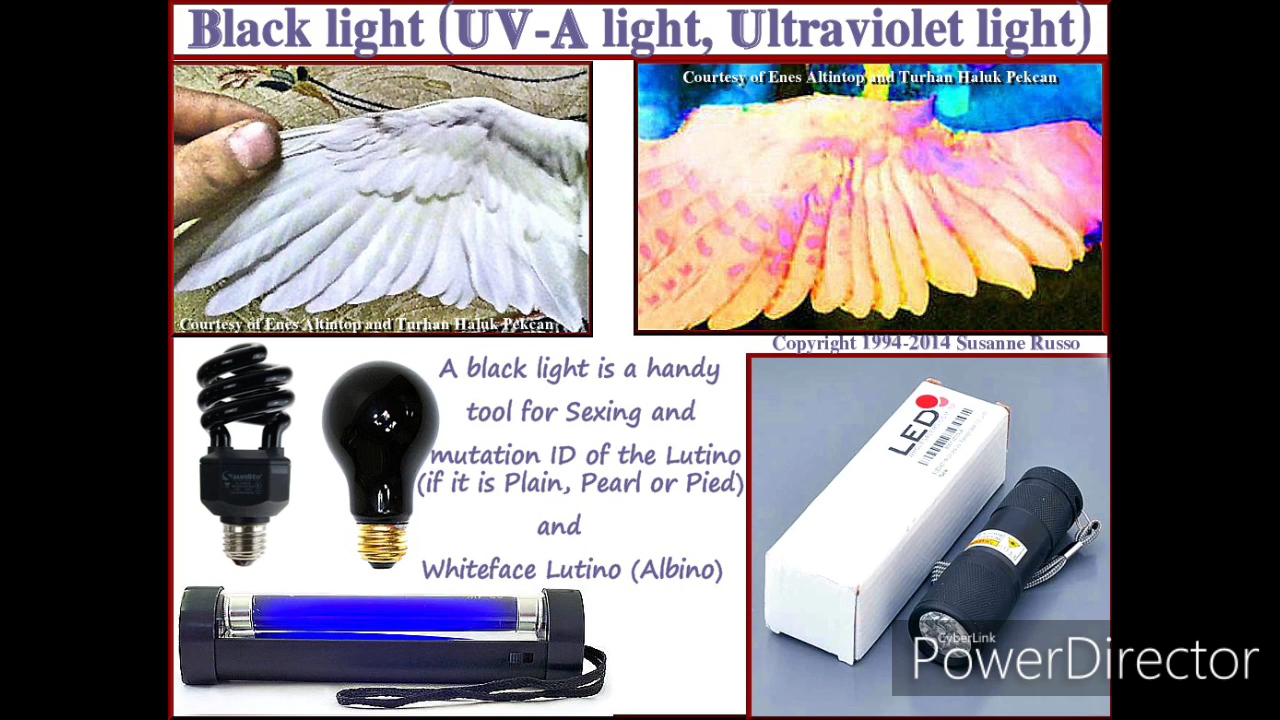 Black light (UV-A light, Ultraviolet light)
Courtesy of Enes Altintop and Turhan Haluk Pekcan
Courtesy of Enes Altintop and Turhan Haluk Pekcan
Copyright 1994-2014 Susanne Russo
A black light is a handy
tool for Sexing and
mutation ID of the Lutino
(if it is Plain, Pearl or Pied)
and
Whiteface Lutino (Albino)
LED
CyberLink
PowerDirector